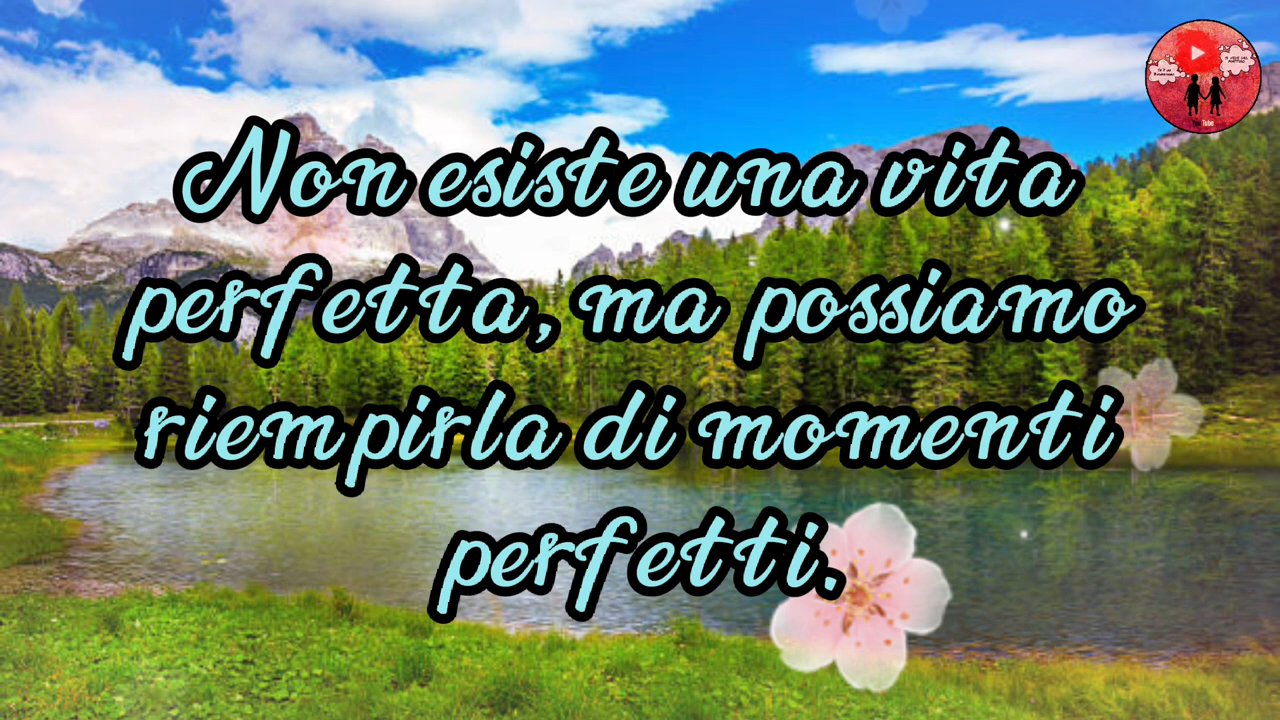 Non esiste una vita
perfetta, ma possiamo
riempirla di momenti
perfetti.